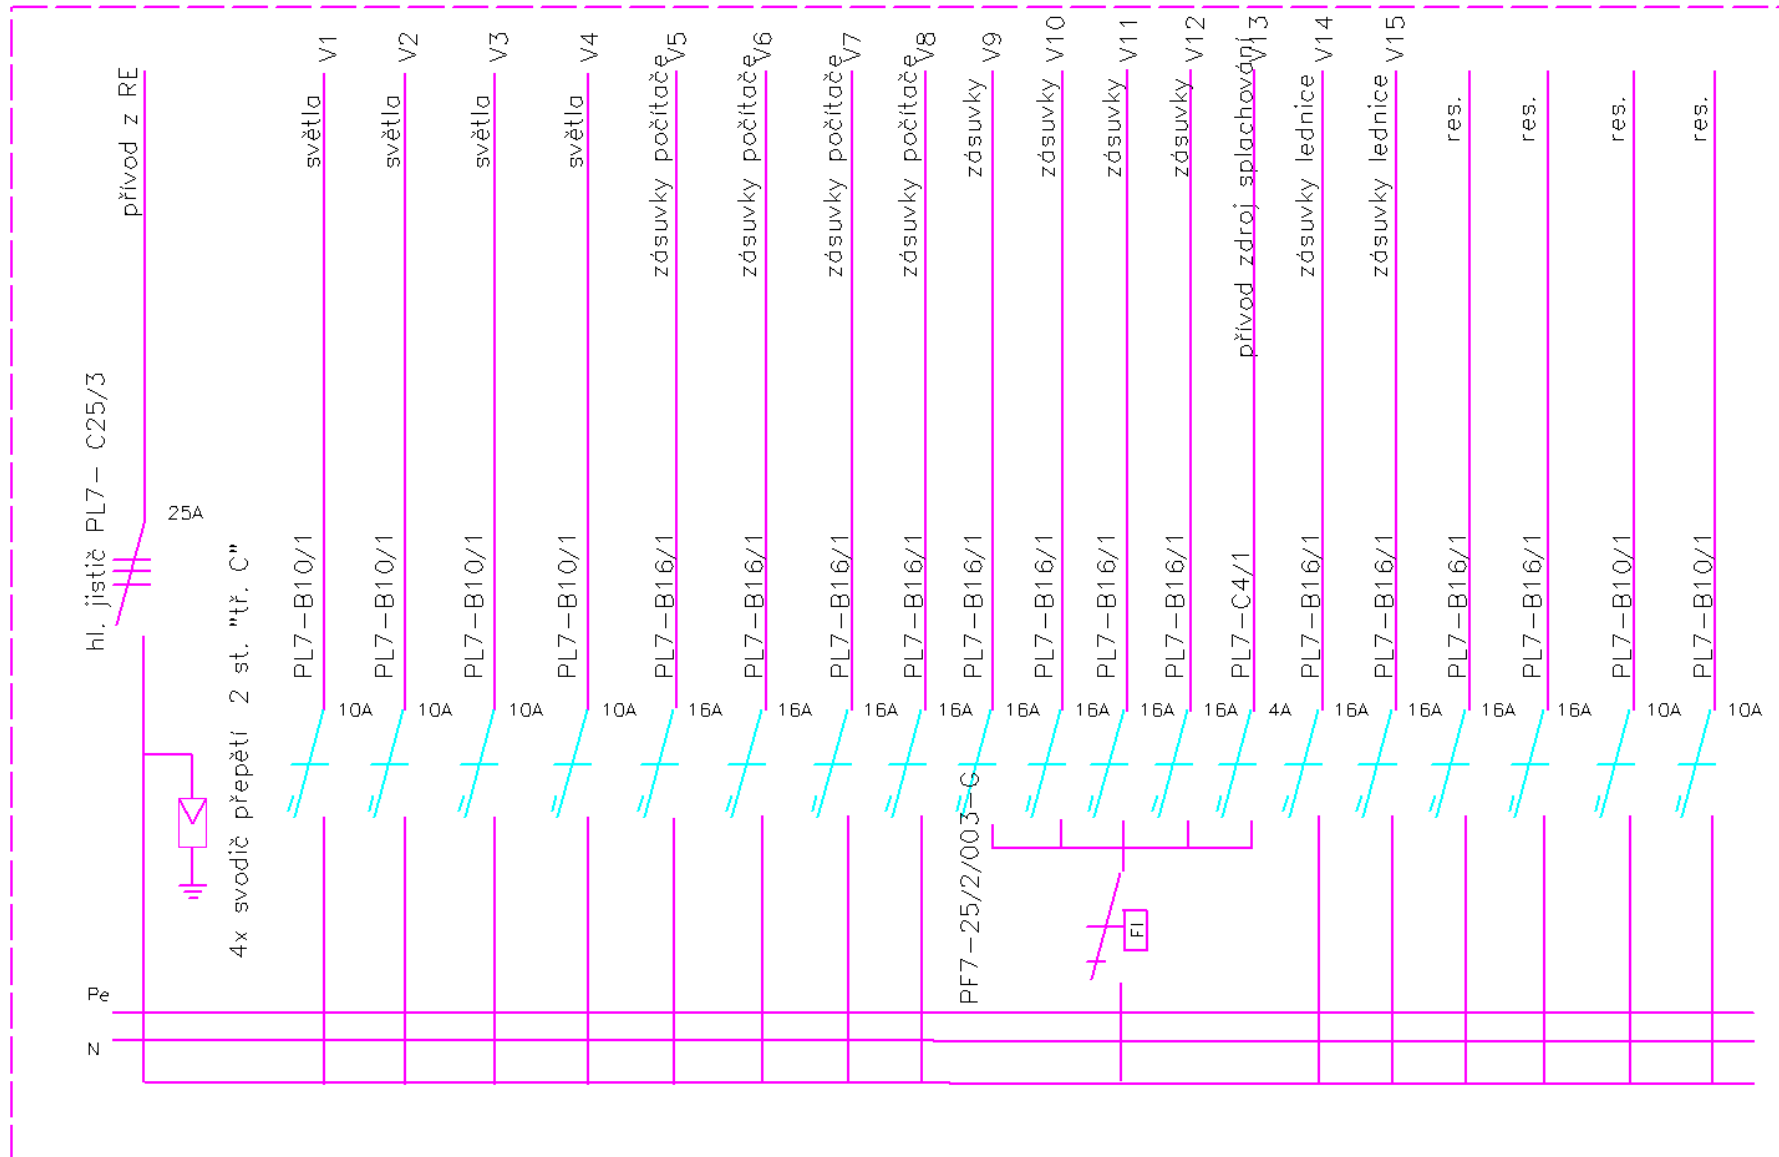 přívod z RE
hl. jistič PL7- C25/3
25A
4x svodič přepětí 2 st. "tř. C"
V1
světla
PL7-B10/1
10A
V2
světla
PL7-B10/1
10A
V3
světla
PL7-B10/1
10A
V4
světla
PL7-B10/1
10A
V5
zásuvky počítače
PL7-B16/1
16A
V6
zásuvky počítače
PL7-B16/1
16A
V7
zásuvky počítače
PL7-B16/1
16A
V8
zásuvky počítače
PL7-B16/1
16A
V9
zásuvky
PL7-B16/1
16A
V10
zásuvky
PL7-B16/1
16A
V11
zásuvky
PL7-B16/1
16A
V12
zásuvky
PL7-B16/1
16A
V13
přívod zdroj splachování
PL7-C4/1
4A
V14
zásuvky lednice
PL7-B16/1
16A
V15
zásuvky lednice
PL7-B16/1
16A
res.
PL7-B16/1
16A
res.
PL7-B16/1
16A
res.
PL7-B10/1
10A
res.
PL7-B10/1
10A
PF7-25/2/003-G
FI
Pe
N